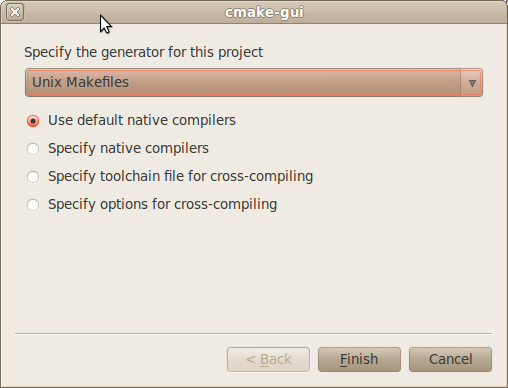 cmake-gui
Specify the generator for this project
Unix Makefiles
Use default native compilers
Specify native compilers
Specify toolchain file for cross-compiling
Specify options for cross-compiling
< Back
Finish
Cancel